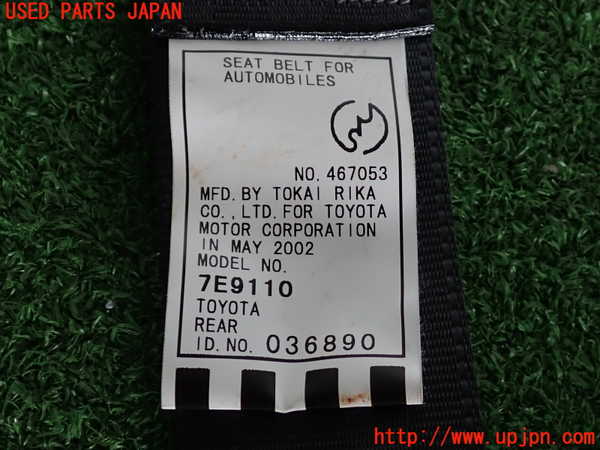 USED PARTS JAPAN
SEAT BELT FOR
AUTOMOBILES
NO. 467053
MFD. BY TOKAI RIKA
CO.,LTD. FOR TOYOTA
MOTOR CORPORATION
IN MAY 2002
MODEL NO.
7E9110
TOYOTA
REAR
ID. NO. 036890
http://www.upjpn.com/